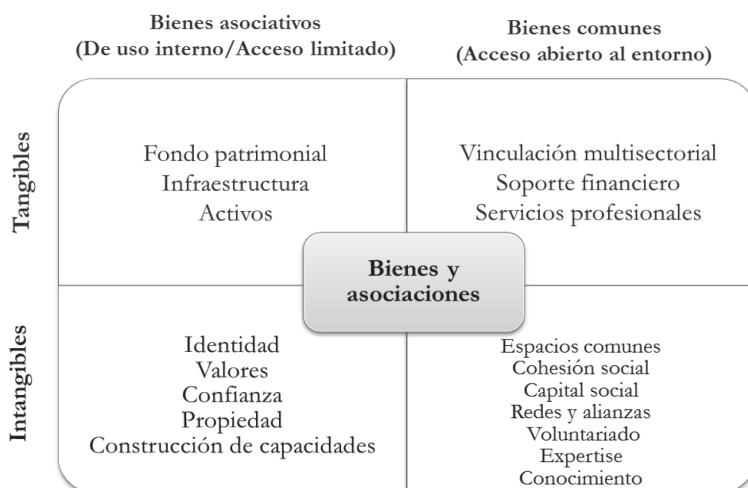 Bienes asociativos
(De uso interno/Acceso limitado)
Bienes comunes
(Acceso abierto al entorno)
Tangibles
Fondo patrimonial
Infraestructura
Activos
Vinculación multisectorial
Soporte financiero
Servicios profesionales
Bienes y
asociaciones
Intangibles
Identidad
Valores
Confianza
Propiedad
Construcción de capacidades
Espacios comunes
Cohesión social
Capital social
Redes y alianzas
Voluntariado
Expertise
Conocimiento